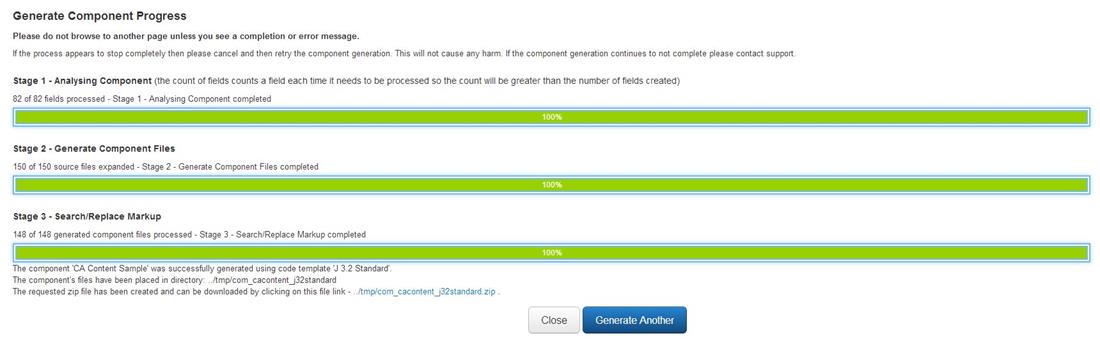 Generate Component Progress
Please do not browse to another page unless you see a completion or error message.
If the process appears to stop completely then please cancel and then retry the component generation. This will not cause any harm. If the component generation continues to not complete please contact support.
Stage 1 - Analysing Component (the count of fields counts a field each time it needs to be processed so the count will be greater than the number of fields created)
82 of 82 fields processed - Stage 1 - Analysing Component completed
100%
Stage 2 - Generate Component Files
150 of 150 source files expanded - Stage 2 - Generate Component Files completed
100%
Stage 3 - Search/Replace Markup
148 of 148 generated component files processed - Stage 3 - Search/Replace Markup completed
100%
The component 'CA Content Sample' was successfully generated using code template 'J 3.2 Standard'.
The component's files have been placed in directory: ../tmp/com_cacontent_j32standard
The requested zip file has been created and can be downloaded by clicking on this file link - ../tmp/com_cacontent_j32standard.zip .
Close Generate Another